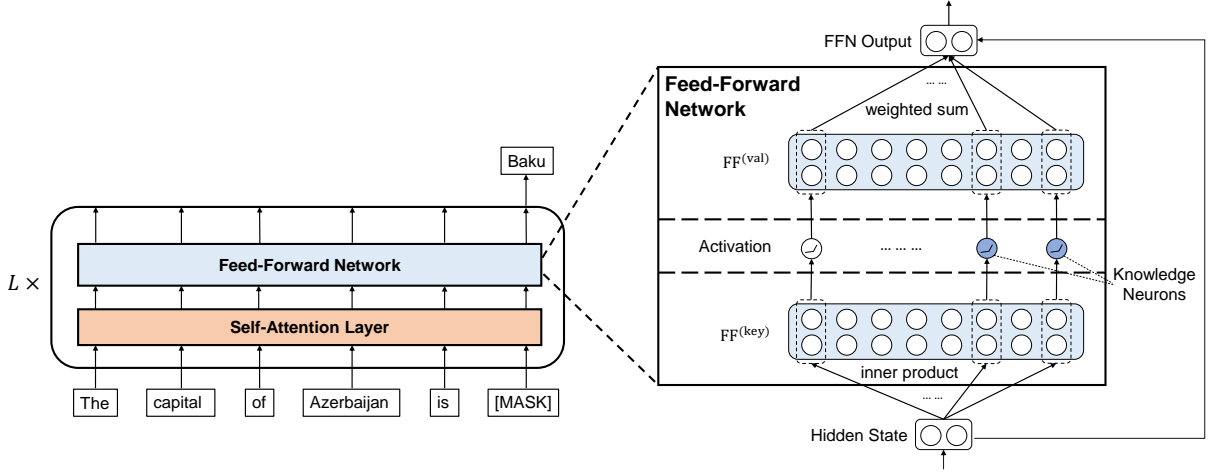 Baku
L ×
Feed-Forward Network
Self-Attention Layer
The
capital
of
Azerbaijan
is
[MASK]
FFN Output
Feed-Forward
Network
... ...
weighted sum
FF(val)
Activation
... ... ...
Knowledge
Neurons
FF(key)
inner product
... ...
Hidden State